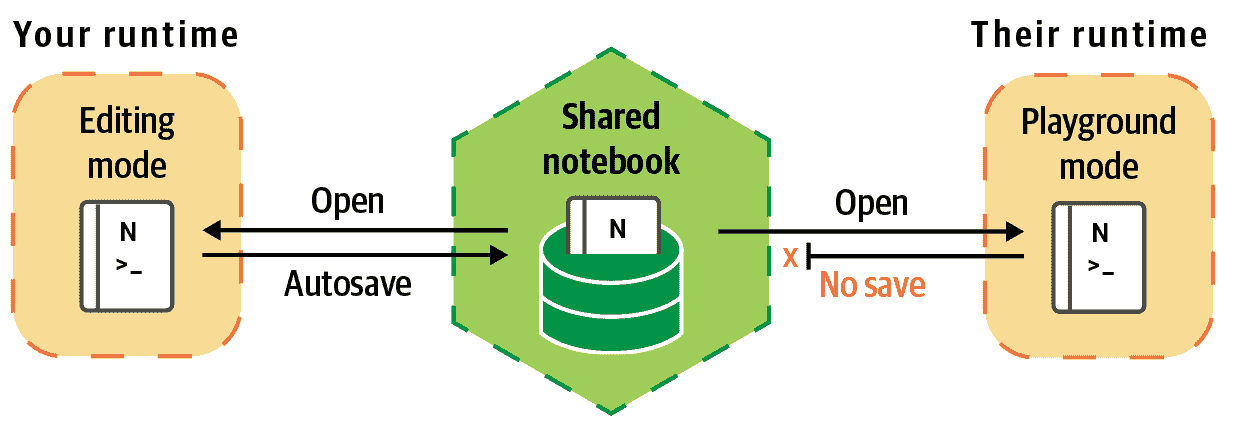 Your runtime
Editing
mode
N
>_
Open
Autosave
Shared
notebook
N
Open
x
No save
Their runtime
Playground
mode
N
>_